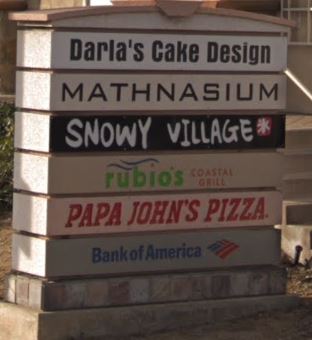 Darla's Cake Design
MATHNASIUM
SNOWY VILLAGE
rubio's COASTAL GRILL
PAPA JOHN'S PIZZA.
Bank of America